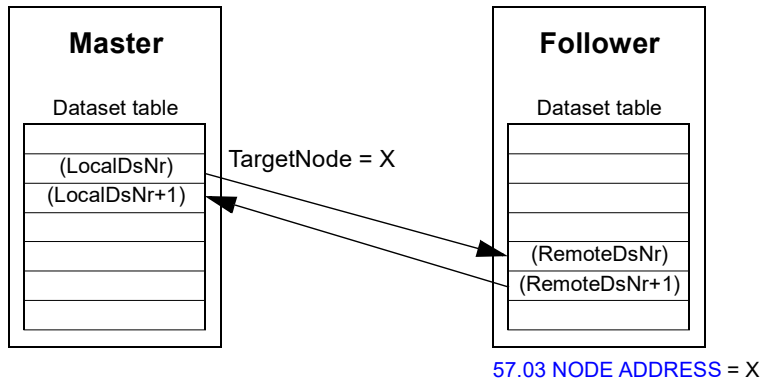 Master
Dataset table
(LocalDsNr)
(LocalDsNr+1)
TargetNode = X
Follower
Dataset table
(RemoteDsNr)
(RemoteDsNr+1)
57.03 NODE ADDRESS = X